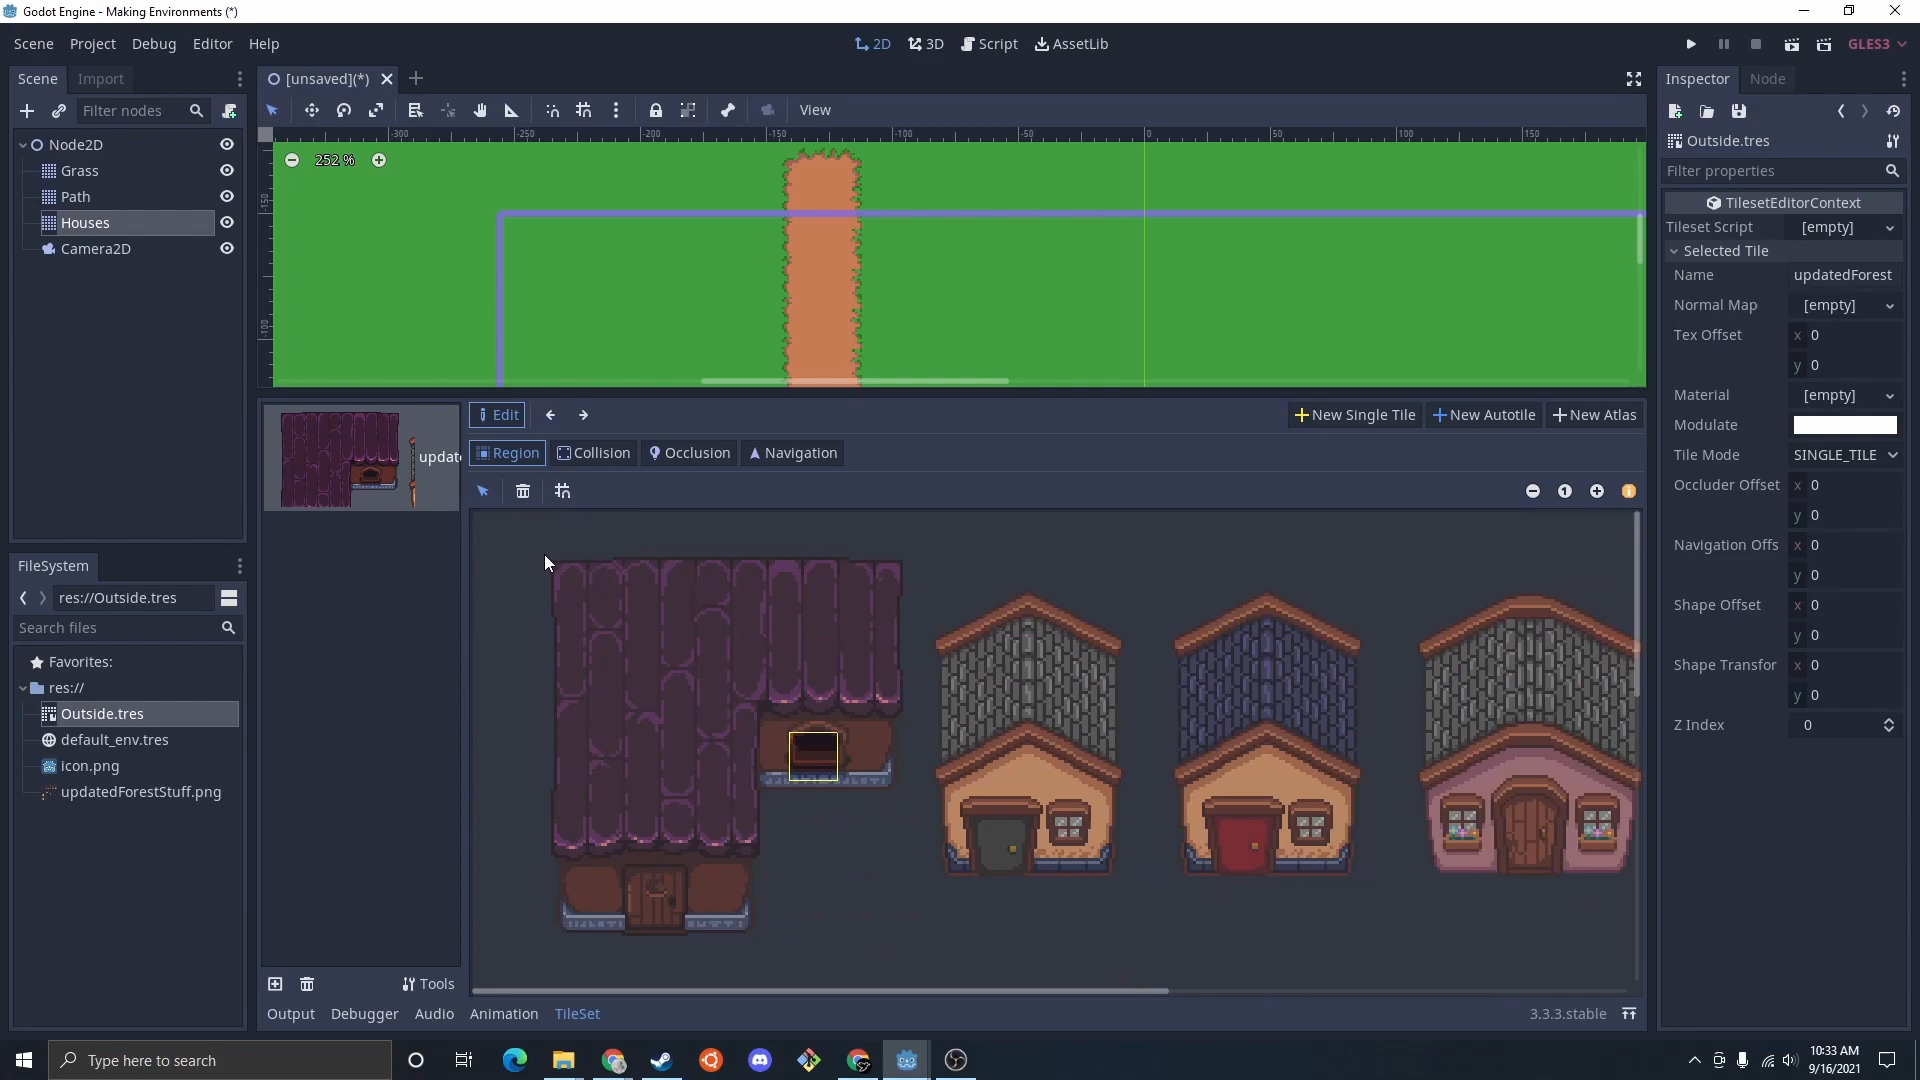 Godot Engine - Making Environments (*)
Scene Project Debug Editor Help
2D 3D Script AssetLib
GLES3
Scene Import
[unsaved](*)
Inspector Node
Filter nodes
View
-300 -250 -200 -150 -100 -50 0 50 100 150
Outside.tres
Node2D
Grass
Path
Houses
Camera2D
252 %
-150
-100
Filter properties
TilesetEditorContext
Tileset Script [empty]
Selected Tile
Name updatedForest
Normal Map [empty]
Tex Offset x 0
y 0
Material [empty]
Modulate
Tile Mode SINGLE_TILE
Occluder Offset x 0
y 0
Navigation Offs x 0
y 0
Shape Offset x 0
y 0
Shape Transfor x 0
y 0
Z Index 0
Edit
New Single Tile New Autotile New Atlas
Region Collision Occlusion Navigation
update
1
FileSystem
res://Outside.tres
Search files
Favorites:
res://
Outside.tres
default_env.tres
icon.png
updatedForestStuff.png
Tools
Output Debugger Audio Animation TileSet
3.3.3.stable
Type here to search
10:33 AM
9/16/2021